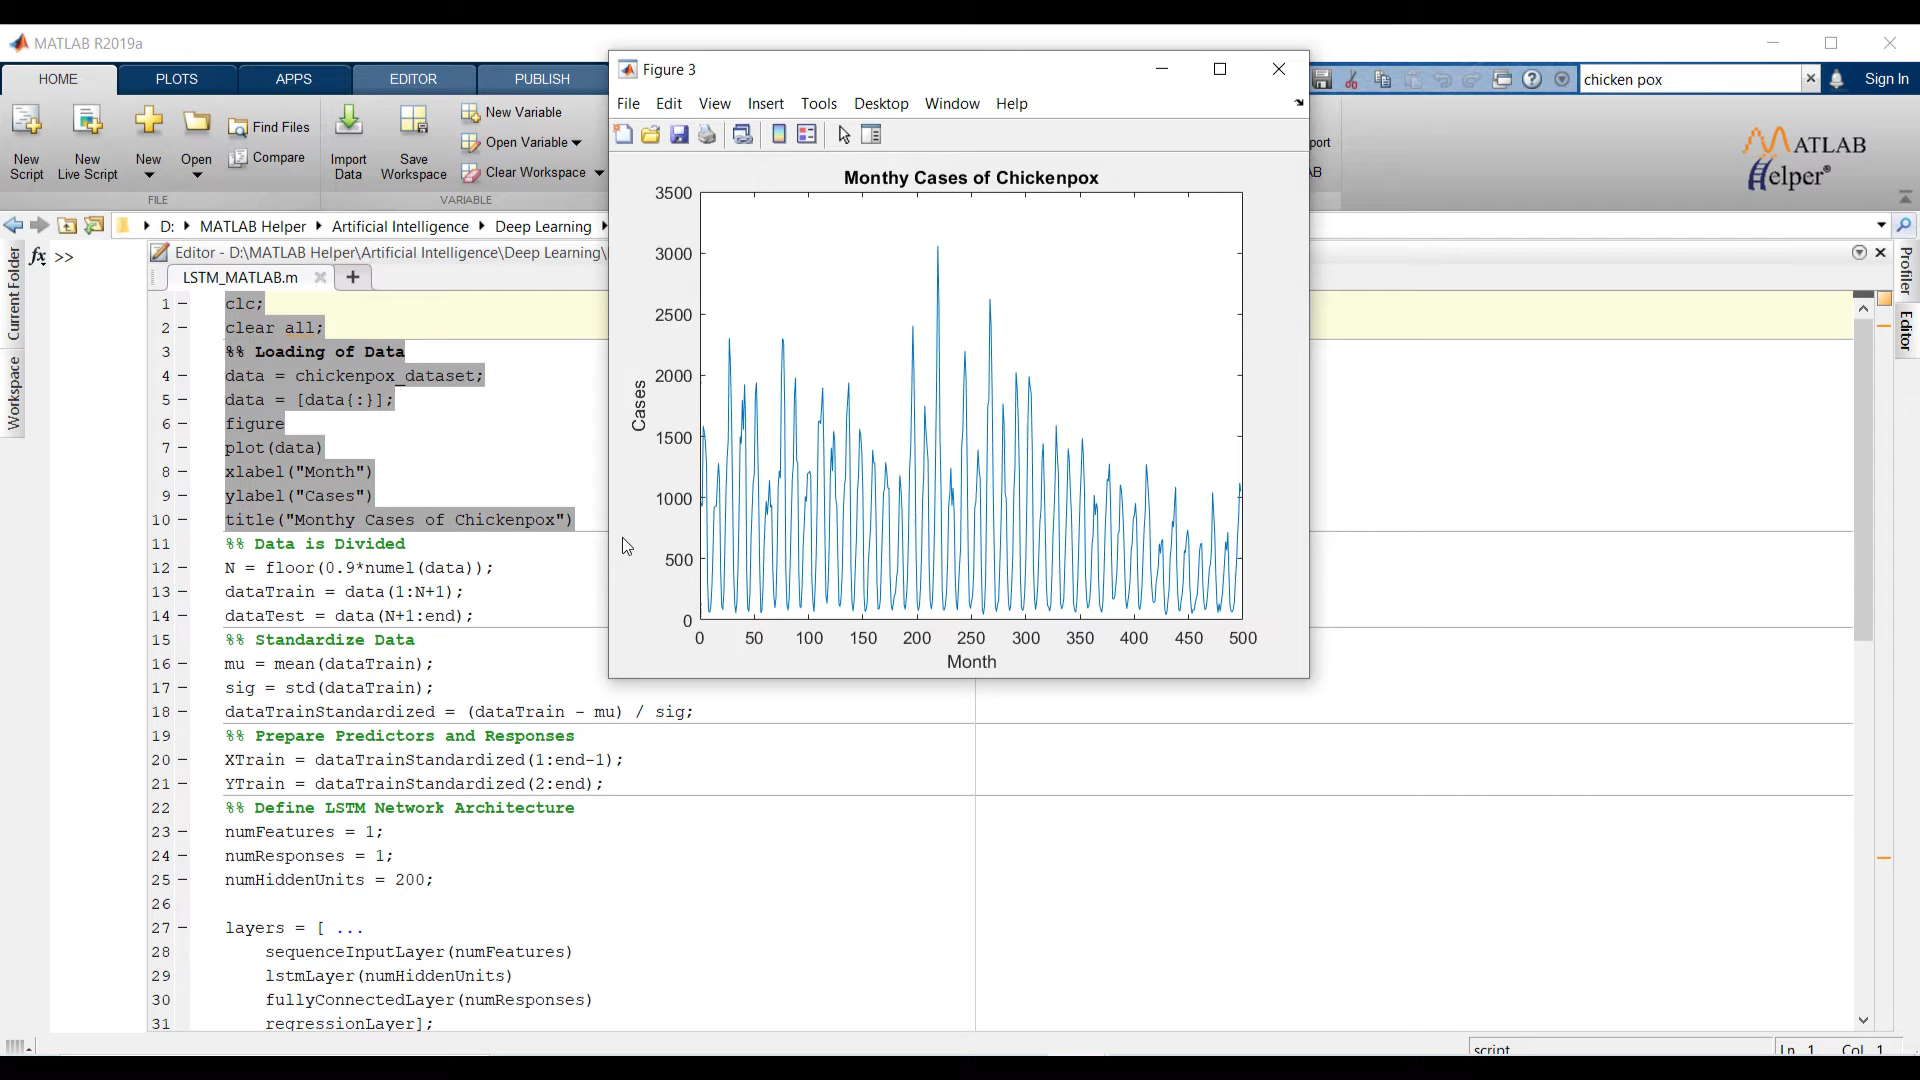 MATLAB R2019a
HOME
PLOTS
APPS
EDITOR
PUBLISH
chicken pox
Sign In
New Script
New Live Script
New
Open
Find Files
Compare
FILE
Import Data
Save Workspace
New Variable
Open Variable
Clear Workspace
VARIABLE
port
AB
MATLAB
Helper®
D:
MATLAB Helper
Artificial Intelligence
Deep Learning
Current Folder
Workspace
fx >>
Editor - D:\MATLAB Helper\Artificial Intelligence\Deep Learning\
LSTM_MATLAB.m
Profiler
Editor
1 clc;
2 clear all;
3 %% Loading of Data
4 data = chickenpox_dataset;
5 data = [data{:}];
6 figure
7 plot(data)
8 xlabel("Month")
9 ylabel("Cases")
10 title("Monthy Cases of Chickenpox")
11 %% Data is Divided
12 N = floor(0.9*numel(data));
13 dataTrain = data(1:N+1);
14 dataTest = data(N+1:end);
15 %% Standardize Data
16 mu = mean(dataTrain);
17 sig = std(dataTrain);
18 dataTrainStandardized = (dataTrain - mu) / sig;
19 %% Prepare Predictors and Responses
20 XTrain = dataTrainStandardized(1:end-1);
21 YTrain = dataTrainStandardized(2:end);
22 %% Define LSTM Network Architecture
23 numFeatures = 1;
24 numResponses = 1;
25 numHiddenUnits = 200;
26
27 layers = [ ...
28 sequenceInputLayer(numFeatures)
29 lstmLayer(numHiddenUnits)
30 fullyConnectedLayer(numResponses)
31 regressionLayer];
Figure 3
File Edit View Insert Tools Desktop Window Help
Monthy Cases of Chickenpox
3500
3000
2500
2000
1500
1000
500
0
Cases
0 50 100 150 200 250 300 350 400 450 500
Month
script
Ln 1 Col 1